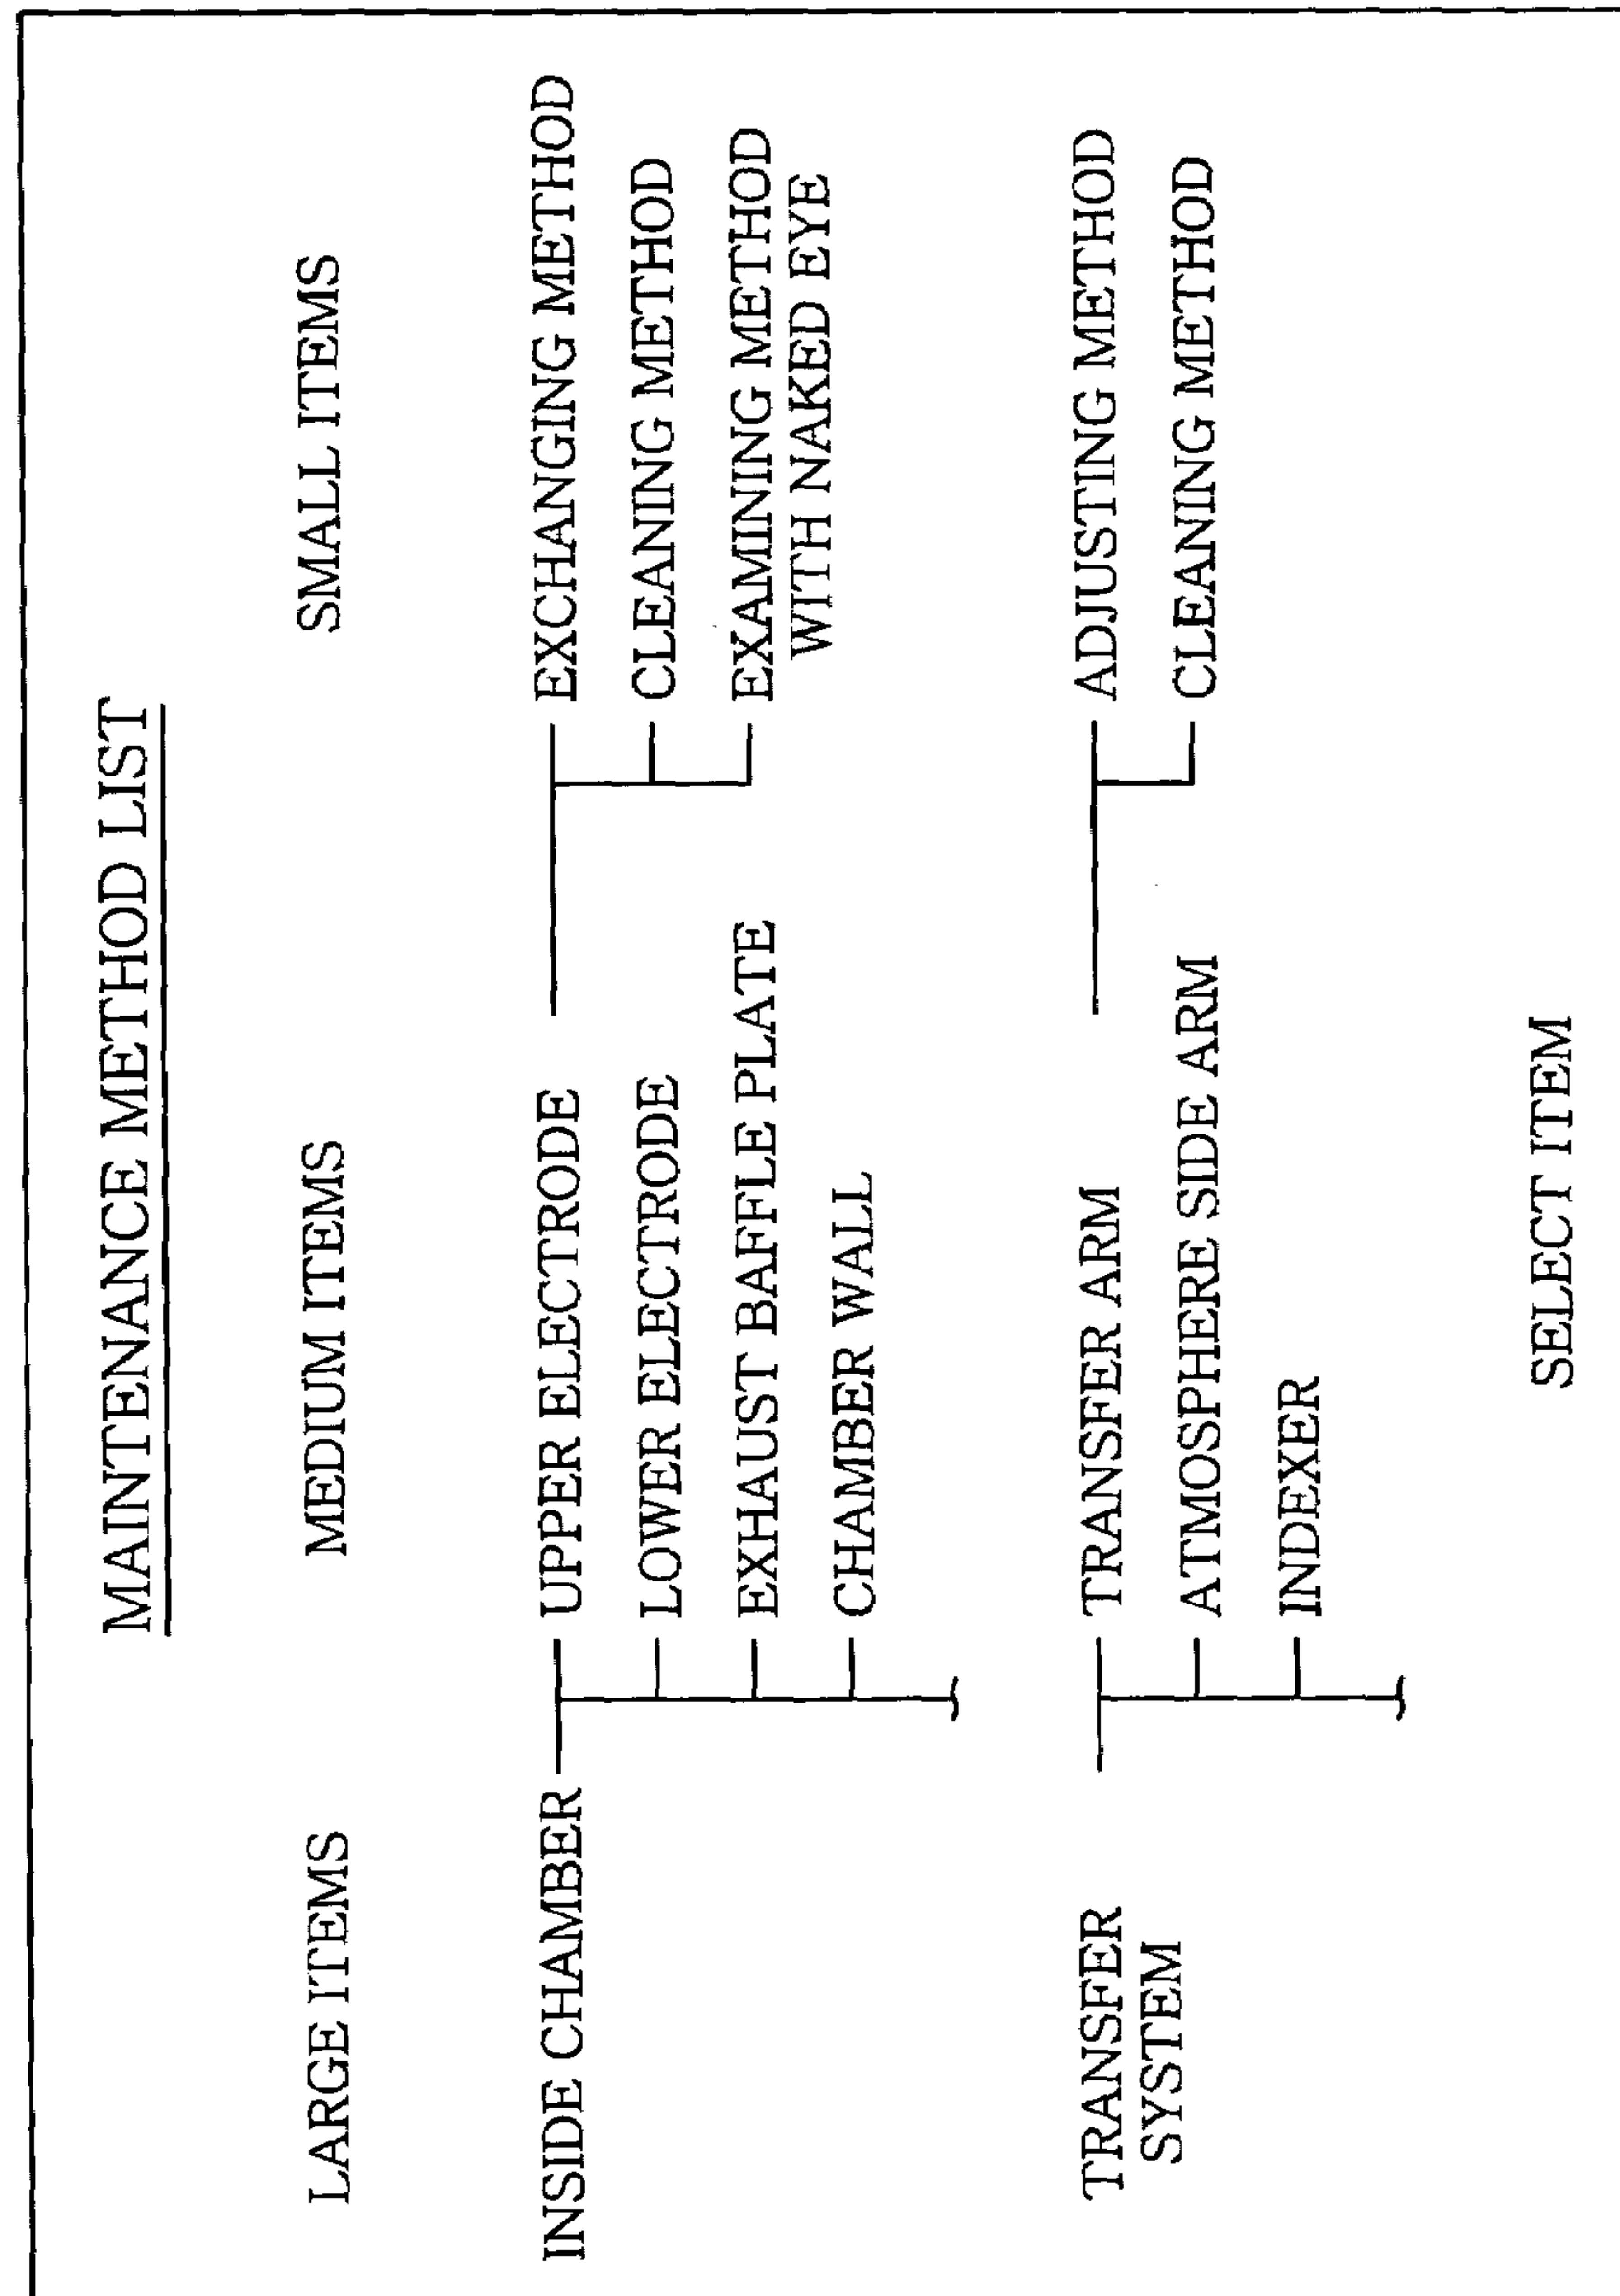 MAINTENANCE METHOD LIST
LARGE ITEMS
MEDIUM ITEMS
SMALL ITEMS
INSIDE CHAMBER
UPPER ELECTRODE
EXCHANGING METHOD
LOWER ELECTRODE
CLEANING METHOD
EXHAUST BAFFLE PLATE
EXAMINING METHOD
WITH NAKED EYE
CHAMBER WALL
TRANSFER
SYSTEM
TRANSFER ARM
ADJUSTING METHOD
ATMOSPHERE SIDE ARM
CLEANING METHOD
INDEXER
SELECT ITEM